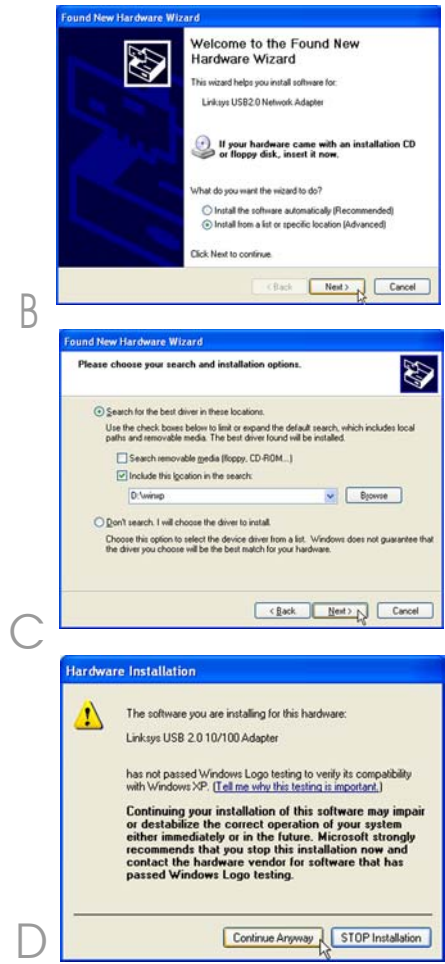 Found New Hardware Wizard
Welcome to the Found New
Hardware Wizard
This wizard helps you install software for:
Linksys USB2.0 Network Adapter
If your hardware came with an installation CD
or floppy disk, insert it now.
What do you want the wizard to do?
Install the software automatically (Recommended)
Install from a list or specific location (Advanced)
Click Next to continue.
< Back Next > Cancel
B
Found New Hardware Wizard
Please choose your search and installation options.
Search for the best driver in these locations.
Use the check boxes below to limit or expand the default search, which includes local
paths and removable media. The best driver found will be installed.
Search removable media (floppy, CD-ROM...)
Include this location in the search:
D:\winxp Browse
Don't search. I will choose the driver to install.
Choose this option to select the device driver from a list. Windows does not guarantee that
the driver you choose will be the best match for your hardware.
< Back Next > Cancel
C
Hardware Installation
The software you are installing for this hardware:
Linksys USB 2.0 10/100 Adapter
has not passed Windows Logo testing to verify its compatibility
with Windows XP. (Tell me why this testing is important.)
Continuing your installation of this software may impair
or destabilize the correct operation of your system
either immediately or in the future. Microsoft strongly
recommends that you stop this installation now and
contact the hardware vendor for software that has
passed Windows Logo testing.
Continue Anyway STOP Installation
D